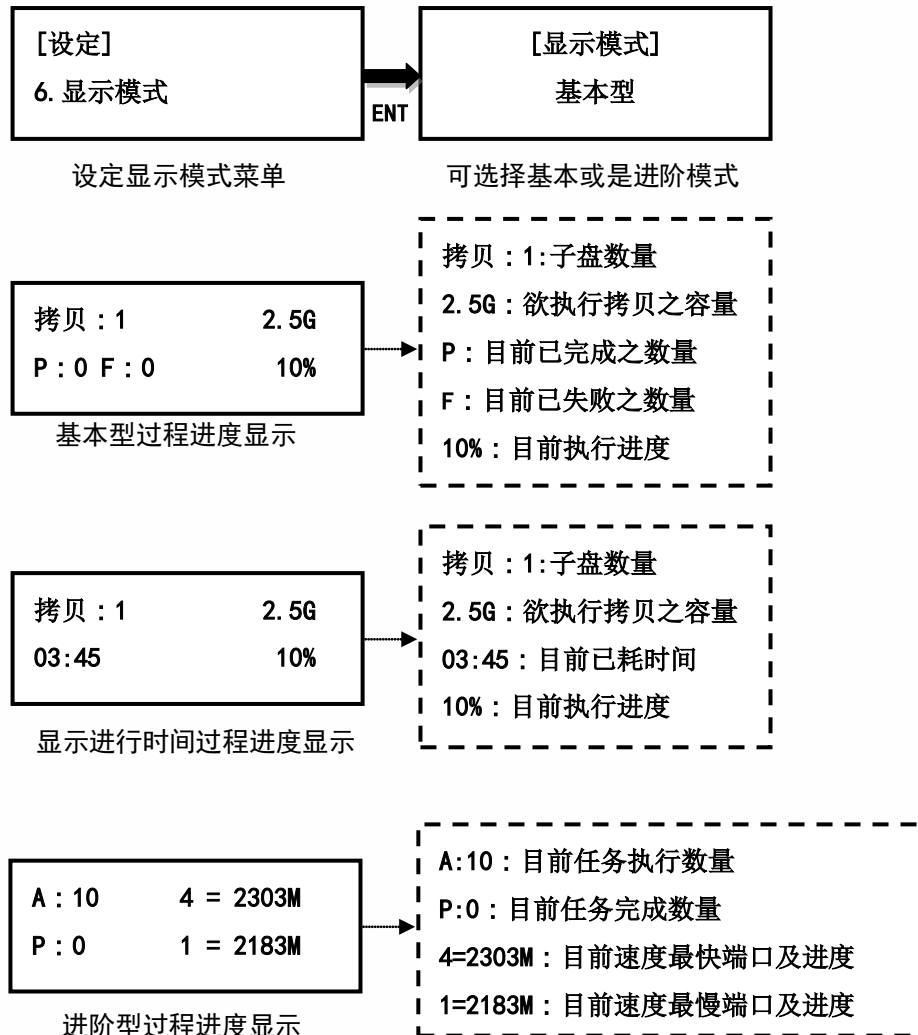 [设定]
6.显示模式
ENT
[显示模式]
基本型
设定显示模式菜单
可选择基本或是进阶模式
拷贝：1 2.5G
P：0 F：0 10%
基本型过程进度显示
拷贝：1:子盘数量
2.5G：欲执行拷贝之容量
P：目前已完成之数量
F：目前已失败之数量
10%：目前执行进度
拷贝：1 2.5G
03:45 10%
显示进行时间过程进度显示
拷贝：1:子盘数量
2.5G：欲执行拷贝之容量
03:45：目前已耗时间
10%：目前执行进度
A：10 4 = 2303M
P：0 1 = 2183M
进阶型过程进度显示
A:10：目前任务执行数量
P:0：目前任务完成数量
4=2303M：目前速度最快端口及进度
1=2183M：目前速度最慢端口及进度